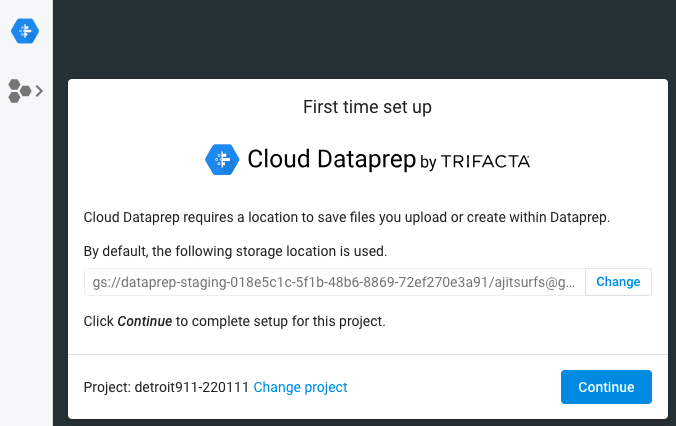 First time set up
Cloud Dataprep by TRIFACTA
Cloud Dataprep requires a location to save files you upload or create within Dataprep.
By default, the following storage location is used.
gs://dataprep-staging-018e5c1c-5f1b-48b6-8869-72ef270e3a91/ajitsurfs@g... Change
Click Continue to complete setup for this project.
Project: detroit911-220111 Change project Continue